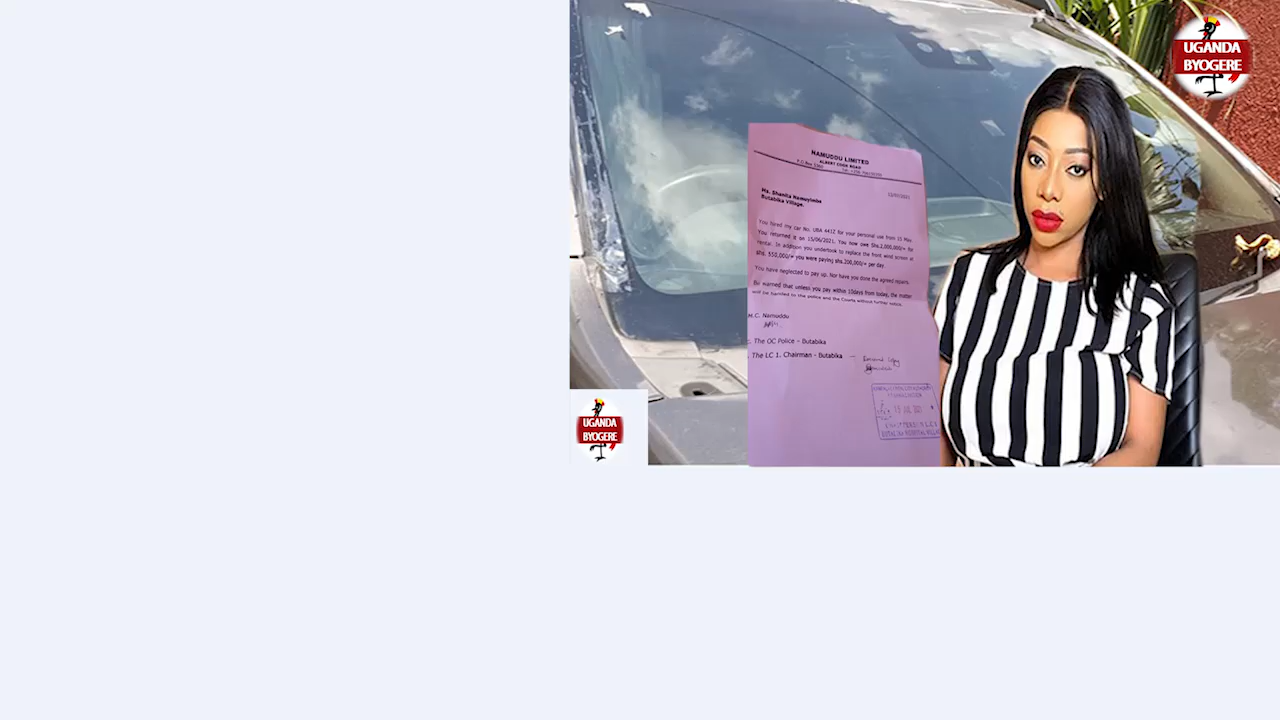 UGANDA
BYOGERE
NAMUDDU LIMITED
ALBERT COOK ROAD
Ms. Shanita Namuyimba
Butabika Village.
You hired my car No. UBA 441Z for your personal use from 15 May
You returned it on 15/06/2021. You now owe Shs.2,000,000/= for
rental. In addition you undertook to replace the front wind screen at
shs. 550,000/= you were paying shs.200,000/= per day.
You have neglected to pay up. Nor have you done the agreed repairs.
Be warned that unless you pay within 10days from today, the matter
will be handed to the police and the Courts without further notice.
H.C. Namuddu
The OC Police - Butabika
The LC 1. Chairman - Butabika - Received Copy
UGANDA
BYOGERE